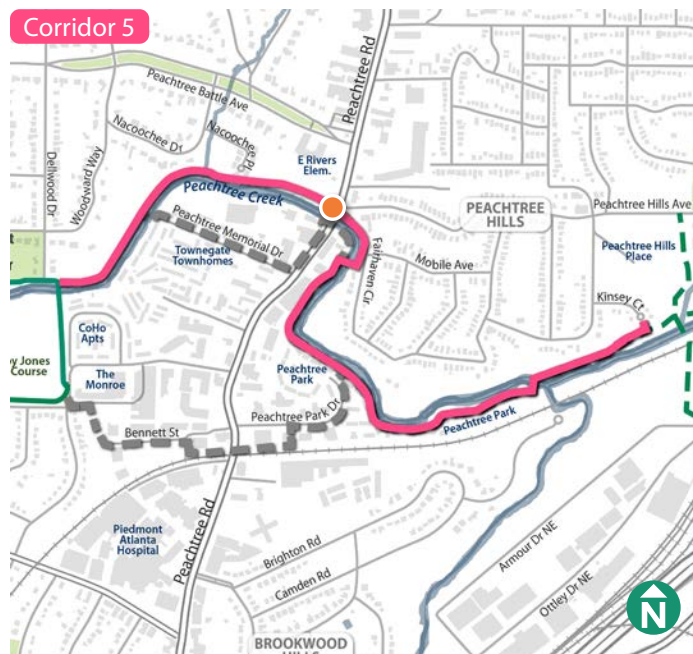 Corridor 5
Peachtree Battle Ave
Peachtree Rd
Nacoochee Dr
Nacoochee Pl
E Rivers
Elem.
Dellwood Dr
Woodward Way
Peachtree Creek
PEACHTREE
HILLS
Peachtree Hills Ave
Peachtree Memorial Dr
Townegate
Townhomes
Fairhaven Cir
Mobile Ave
Peachtree Hills
Place
Kinsey Ct
CoHo
Apts
y Jones
Course
The
Monroe
Peachtree
Park
Peachtree Park Dr
Peachtree Park
Bennett St
Peachtree Rd
Piedmont
Atlanta
Hospital
Brighton Rd
Camden Rd
Armour Dr NE
Ottley Dr NE
BROOKWOOD
N